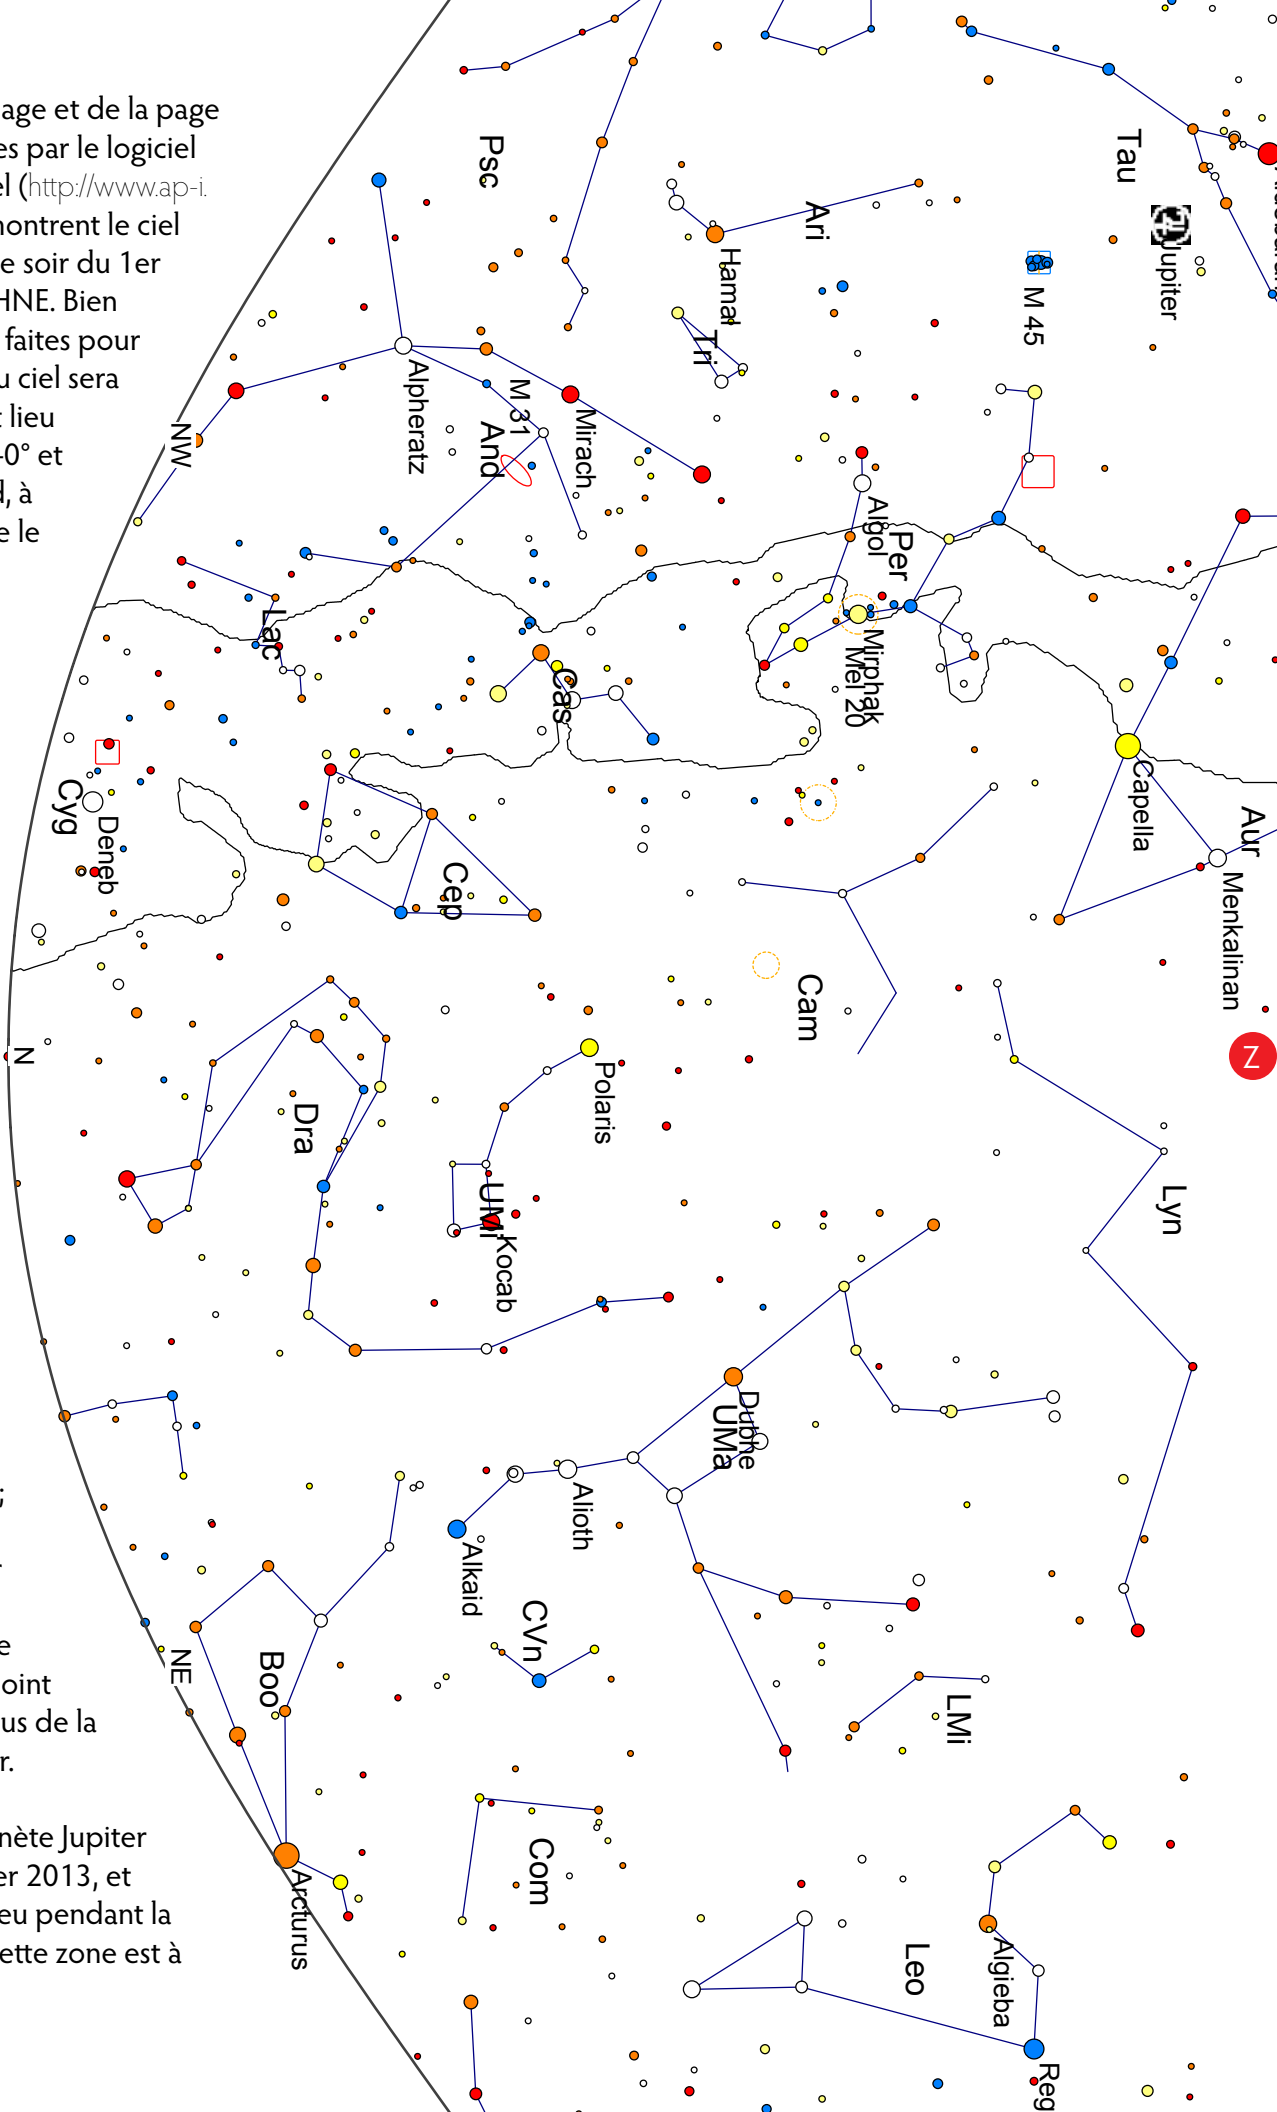 age et de la page
es par le logiciel
el (http://www.ap-i.
montrent le ciel
e soir du 1er
HNE. Bien
faites pour
u ciel sera
t lieu
0° et
d, à
e le
;
e
oint
us de la
r.
nète Jupiter
er 2013, et
eu pendant la
ette zone est à
Psc
Tau
Ari
Hamal
Jupiter
M 45
Tri
Alpheratz
M 31
And
Mirach
NW
Algol
Per
Lac
Mirphak
Mel 20
Cas
Capella
Aur
Menkalinan
Cyg
Deneb
Cep
Cam
N
Z
Polaris
Dra
UMi
Kocab
Lyn
Dubhe
UMa
Alioth
Alkaid
CVn
NE
Boo
LMi
Arcturus
Com
Leo
Algieba
Reg